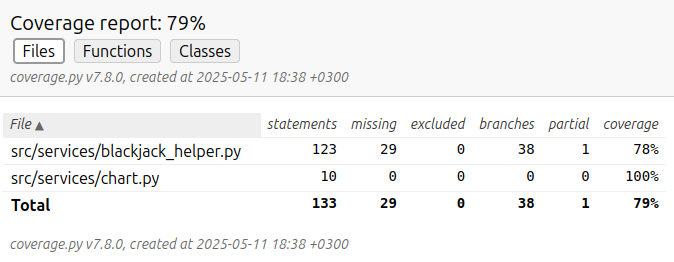 Coverage report: 79%
Files Functions Classes
coverage.py v7.8.0, created at 2025-05-11 18:38 +0300
File ▲ statements missing excluded branches partial coverage
src/services/blackjack_helper.py 123 29 0 38 1 78%
src/services/chart.py 10 0 0 0 0 100%
Total 133 29 0 38 1 79%
coverage.py v7.8.0, created at 2025-05-11 18:38 +0300